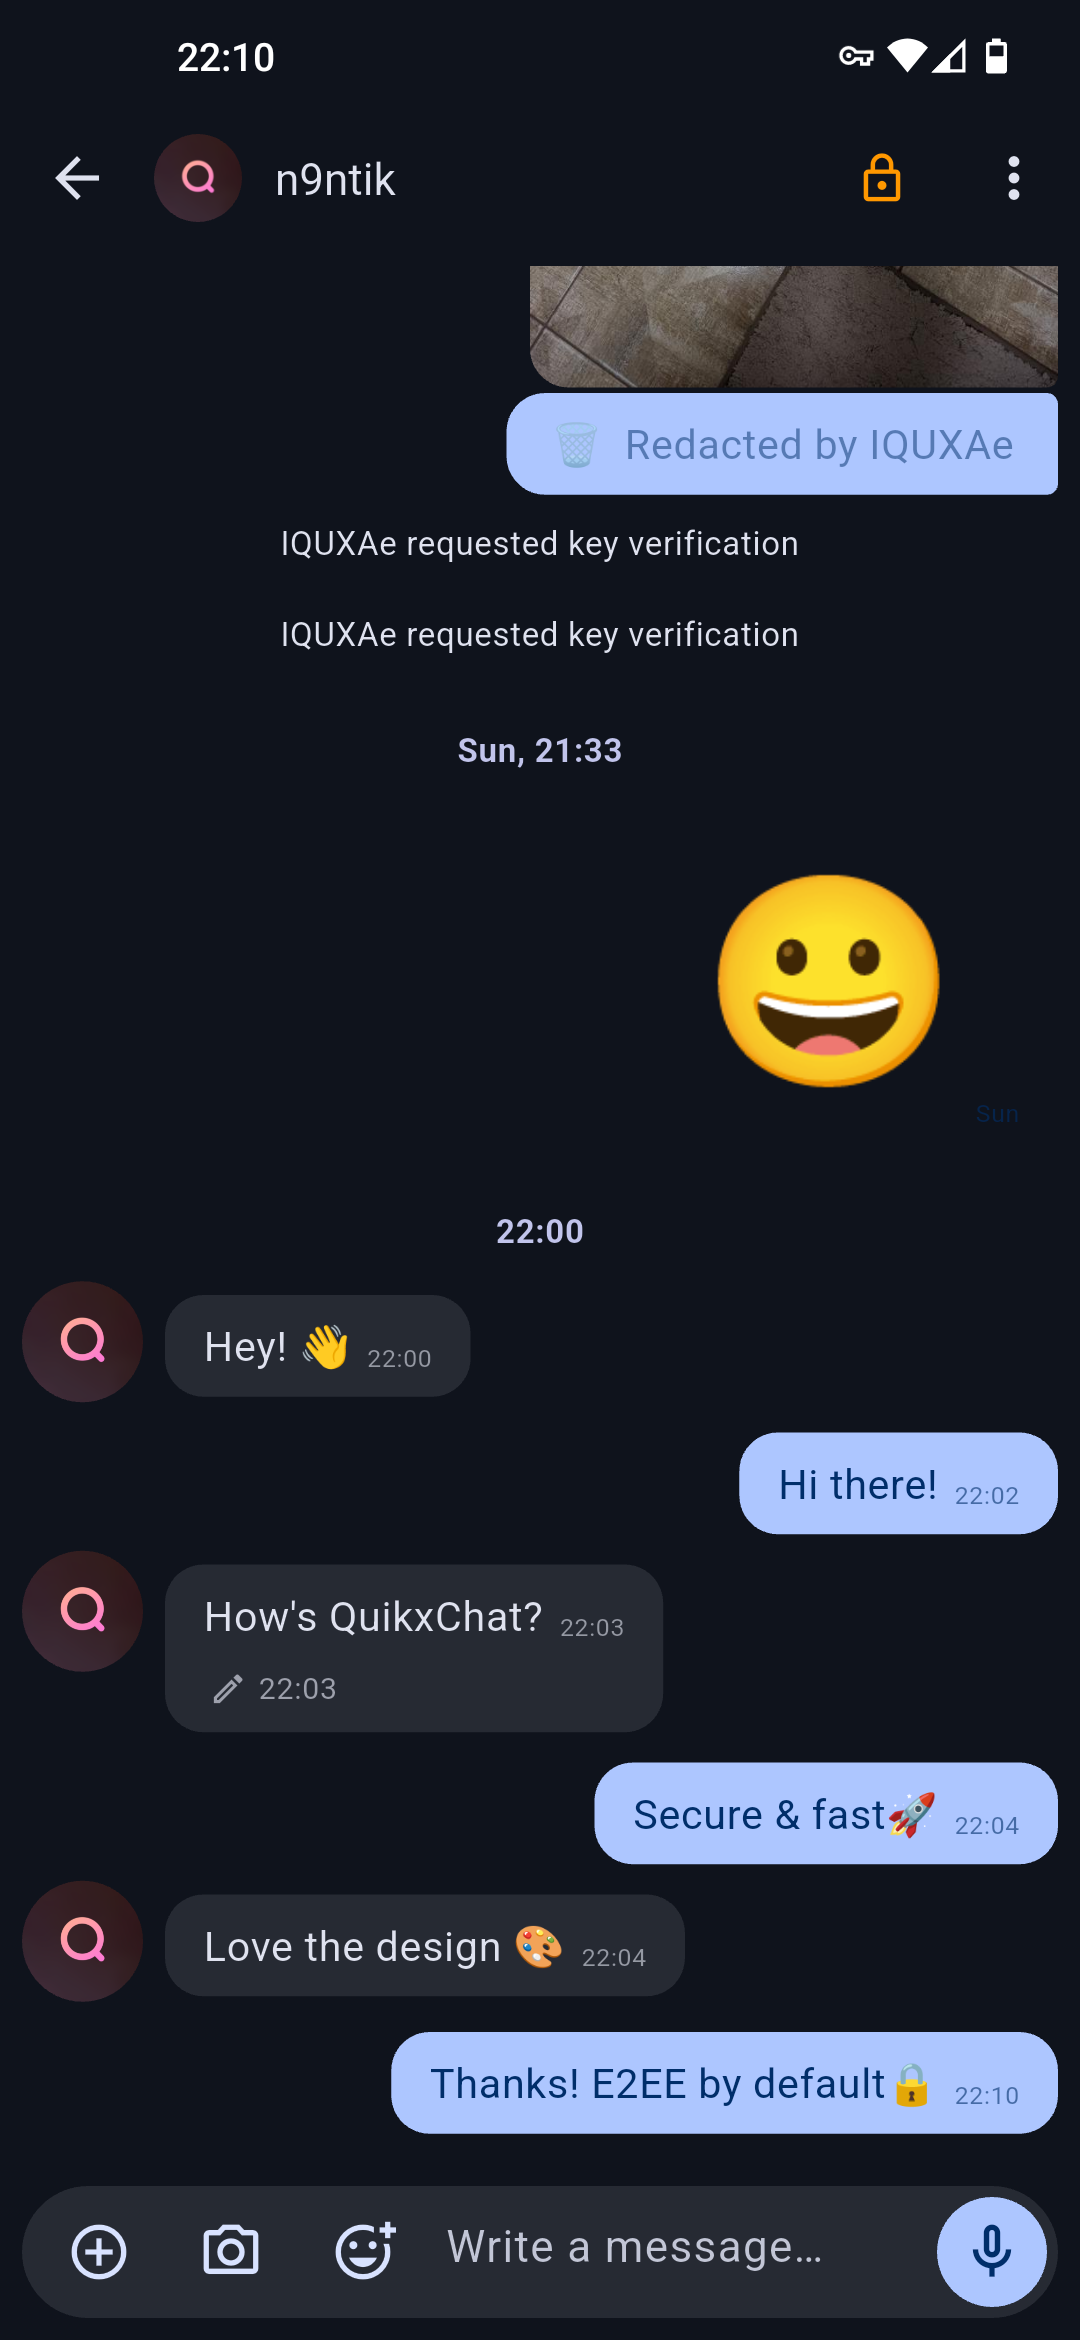 22:10
n9ntik
🗑️ Redacted by IQUXAe
IQUXAe requested key verification
IQUXAe requested key verification
Sun, 21:33
😀
Sun
22:00
Hey! 👋 22:00
Hi there! 22:02
How's QuikxChat? 22:03
22:03
Secure & fast🚀 22:04
Love the design 🎨 22:04
Thanks! E2EE by default🔒 22:10
Write a message…